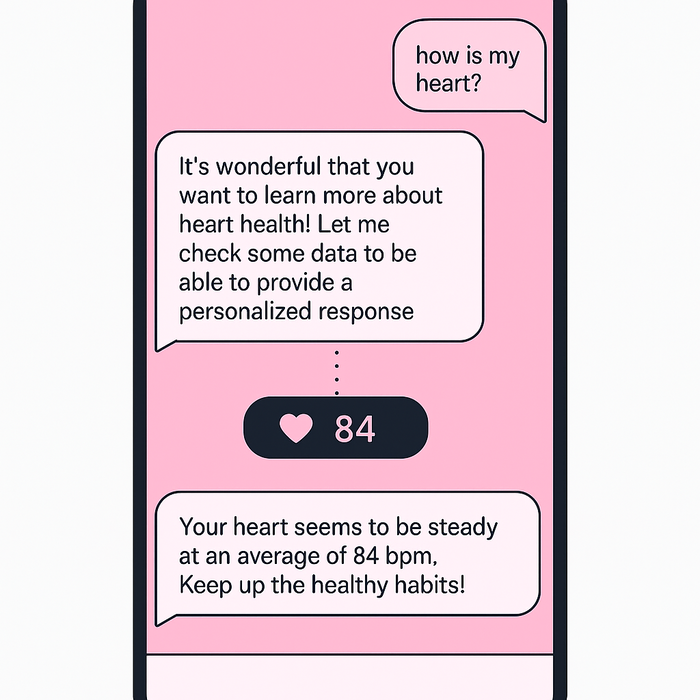 how is my
heart?
It's wonderful that you
want to learn more about
heart health! Let me
check some data to be
able to provide a
personalized response
84
Your heart seems to be steady
at an average of 84 bpm,
Keep up the healthy habits!